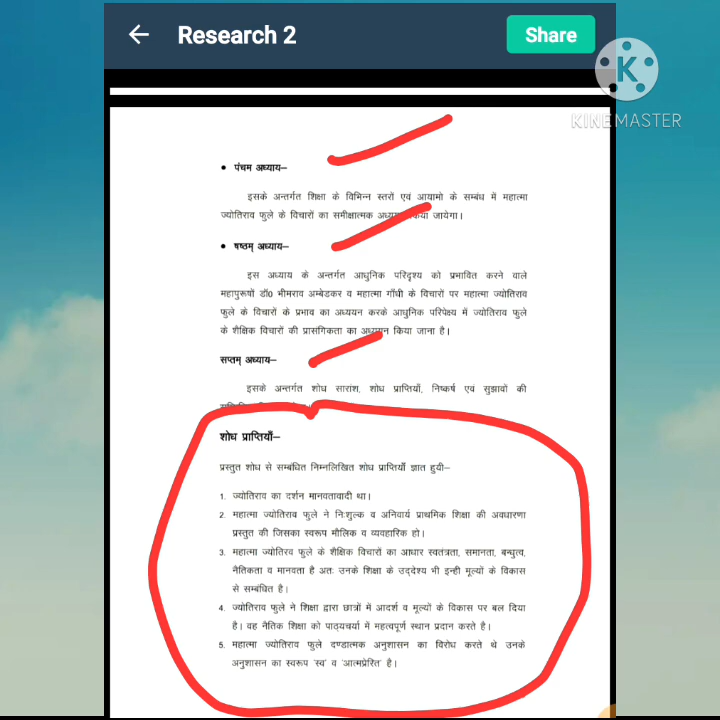 Research 2
Share
K
KINEMASTER
• पंचम अध्याय–
इसके अन्तर्गत शिक्षा के विभिन्न स्तरों एवं आयामो के सम्बंध में महात्मा
ज्योतिराव फुले के विचारों का समीक्षात्मक अध्ययन किया जायेगा।
• षष्ठम् अध्याय–
इस अध्याय के अन्तर्गत आधुनिक परिदृश्य को प्रभावित करने वाले
महापुरूषों डॉ0 भीमराव अम्बेडकर व महात्मा गाँधी के विचारों पर महात्मा ज्योतिराव
फुले के विचारों के प्रभाव का अध्ययन करके आधुनिक परिपेक्ष्य में ज्योतिराव फुले
के शैक्षिक विचारों की प्रासंगिकता का अध्ययन किया जाना है।
सप्तम् अध्याय–
इसके अन्तर्गत शोध सारांश, शोध प्राप्तियाँ, निष्कर्ष एवं सुझावों की
शोध प्राप्तियाँ–
प्रस्तुत शोध से सम्बंधित निम्नलिखित शोध प्राप्तियाँ ज्ञात हुयी–
1. ज्योतिराव का दर्शन मानवतावादी था।
2. महात्मा ज्योतिराव फुले ने निःशुल्क व अनिवार्य प्राथमिक शिक्षा की अवधारणा
प्रस्तुत की जिसका स्वरूप मौलिक व व्यवहारिक हो।
3. महात्मा ज्योतिरव फुले के शैक्षिक विचारों का आधार स्वतंत्रता, समानता, बन्धुत्व,
नैतिकता व मानवता है अतः उनके शिक्षा के उद्देश्य भी इन्ही मूल्यों के विकास
से सम्बंधित है।
4. ज्योतिराव फुले ने शिक्षा द्वारा छात्रों में आदर्श व मूल्यों के विकास पर बल दिया
है। वह नैतिक शिक्षा को पाठ्यचर्या में महत्वपूर्ण स्थान प्रदान करते है।
5. महात्मा ज्योतिराव फुले दण्डात्मक अनुशासन का विरोध करते थे उनके
अनुशासन का स्वरूप 'स्व' व 'आत्मप्रेरित' है।